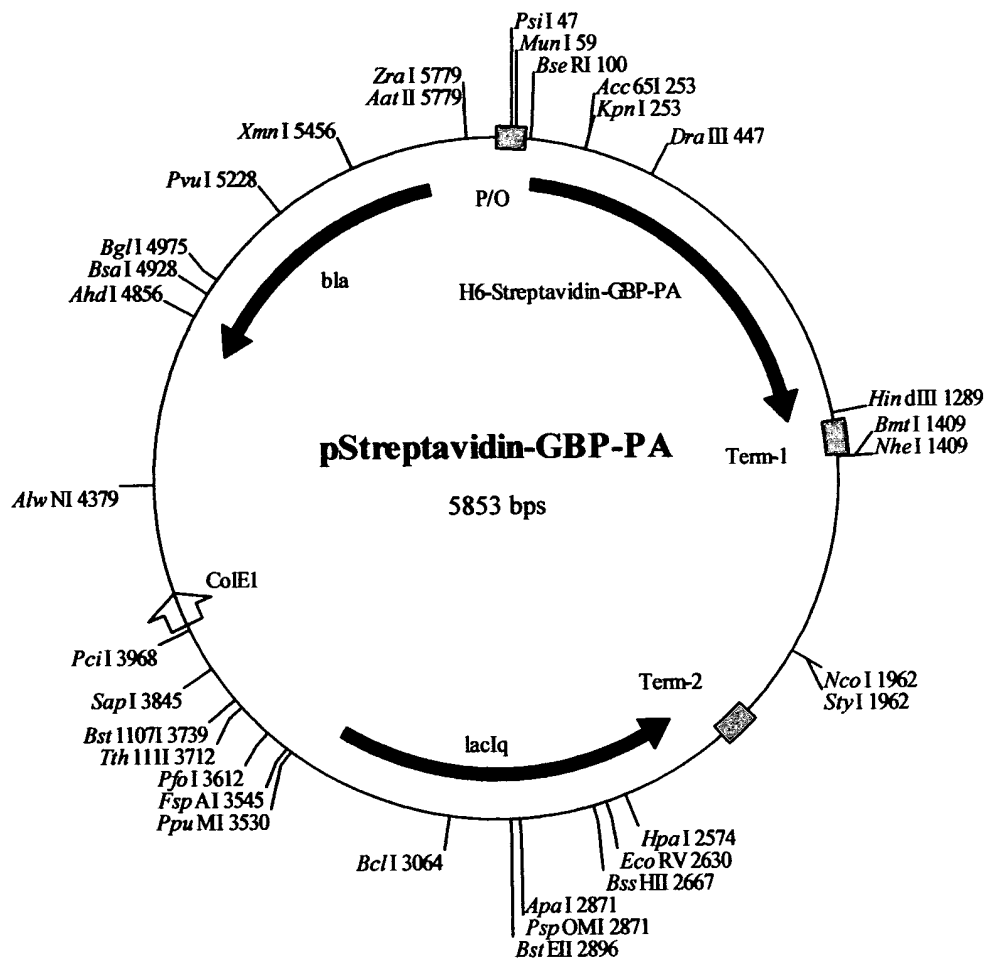 Psi I 47
Mun I 59
Bse RI 100
Zra I 5779
Aat II 5779
Acc 65I 253
Kpn I 253
Xmn I 5456
Dra III 447
Pvu I 5228
P/O
Bgl I 4975
Bsa I 4928
Ahd I 4856
bla
H6-Streptavidin-GBP-PA
Hin dIII 1289
Bmt I 1409
Nhe I 1409
pStreptavidin-GBP-PA
Term-1
5853 bps
Alw NI 4379
ColE1
Pci I 3968
Sap I 3845
Bst 1107I 3739
Tth 111I 3712
Pfo I 3612
Fsp AI 3545
Ppu MI 3530
Term-2
Nco I 1962
Sty I 1962
lacIq
Bcl I 3064
Hpa I 2574
Eco RV 2630
Bss HII 2667
Apa I 2871
Psp OMI 2871
Bst EII 2896